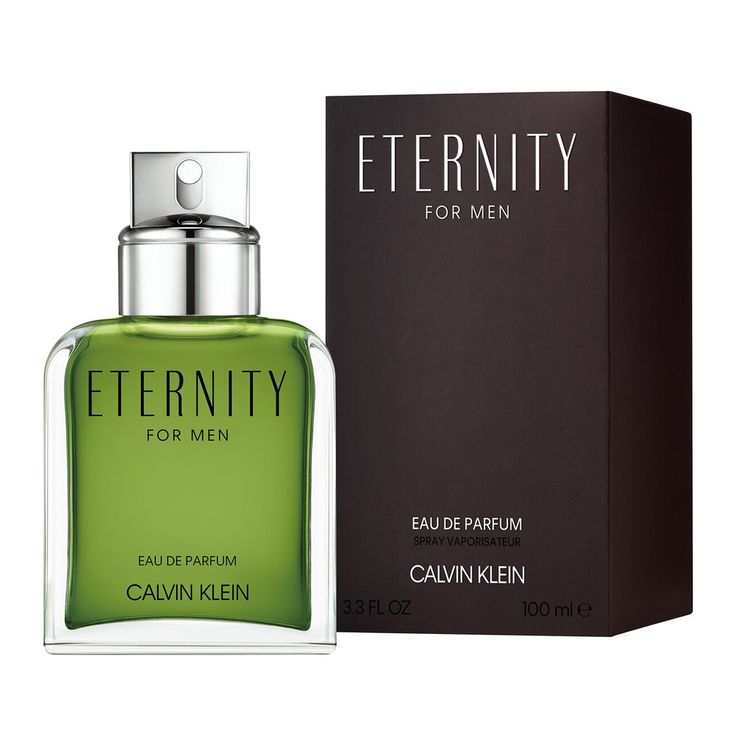 ETERNITY
FOR MEN
EAU DE PARFUM
CALVIN KLEIN
ETERNITY
FOR MEN
EAU DE PARFUM
SPRAY VAPORISATEUR
CALVIN KLEIN
3.3 FL OZ 100 ml ℮